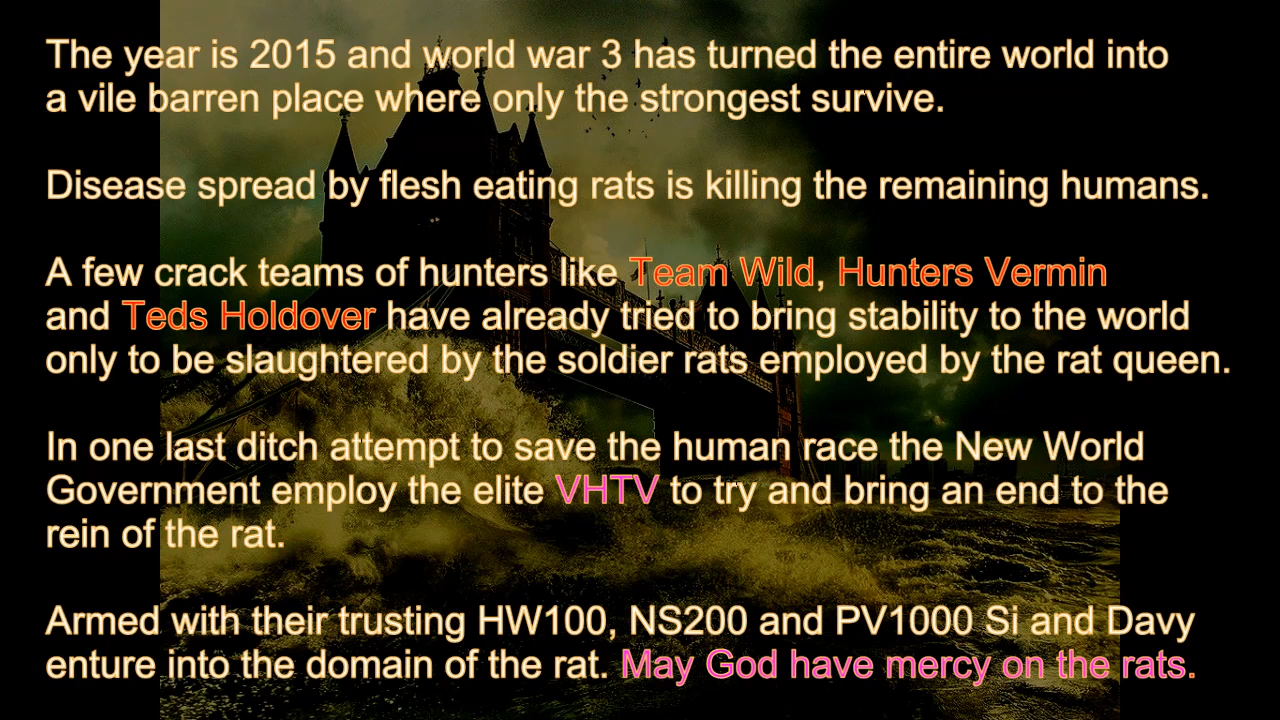 The year is 2015 and world war 3 has turned the entire world into
a vile barren place where only the strongest survive.
Disease spread by flesh eating rats is killing the remaining humans.
A few crack teams of hunters like Team Wild, Hunters Vermin
and Teds Holdover have already tried to bring stability to the world
only to be slaughtered by the soldier rats employed by the rat queen.
In one last ditch attempt to save the human race the New World
Government employ the elite VHTV to try and bring an end to the
rein of the rat.
Armed with their trusting HW100, NS200 and PV1000 Si and Davy
enture into the domain of the rat. May God have mercy on the rats.